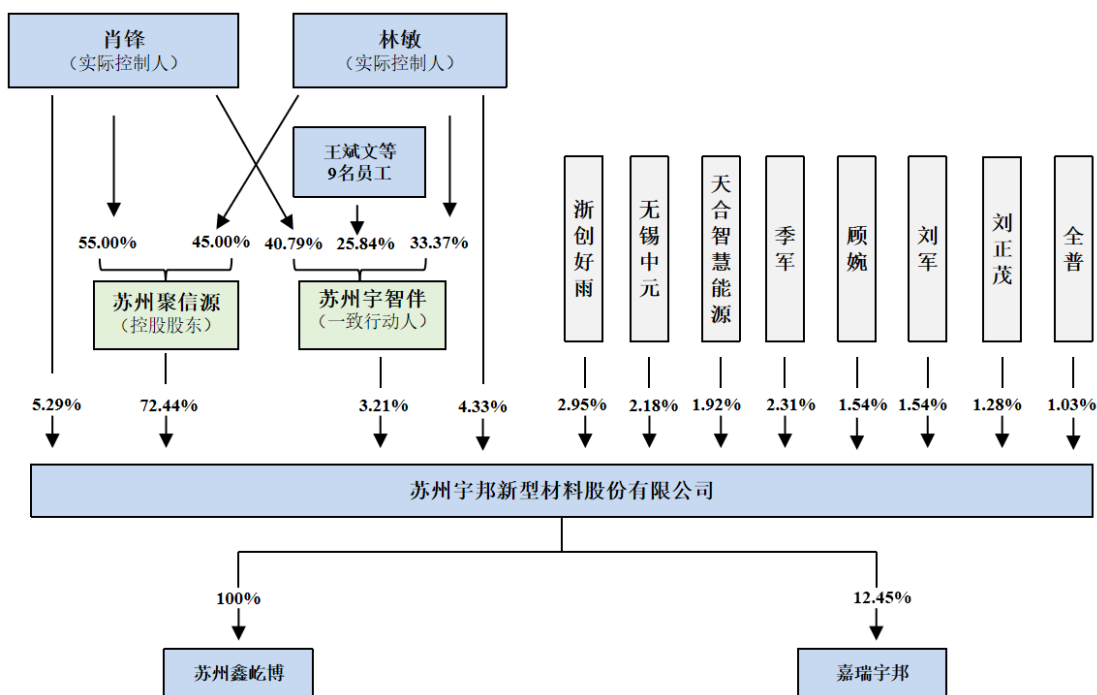 肖锋
（实际控制人）
林敏
（实际控制人）
王斌文等
9名员工
55.00%
45.00%
40.79%
25.84%
33.37%
苏州聚信源
（控股股东）
苏州宇智伴
（一致行动人）
浙创好雨
无锡中元
天合智慧能源
季军
顾婉
刘军
刘正茂
全普
5.29%
72.44%
3.21%
4.33%
2.95%
2.18%
1.92%
2.31%
1.54%
1.54%
1.28%
1.03%
苏州宇邦新型材料股份有限公司
100%
12.45%
苏州鑫屹博
嘉瑞宇邦